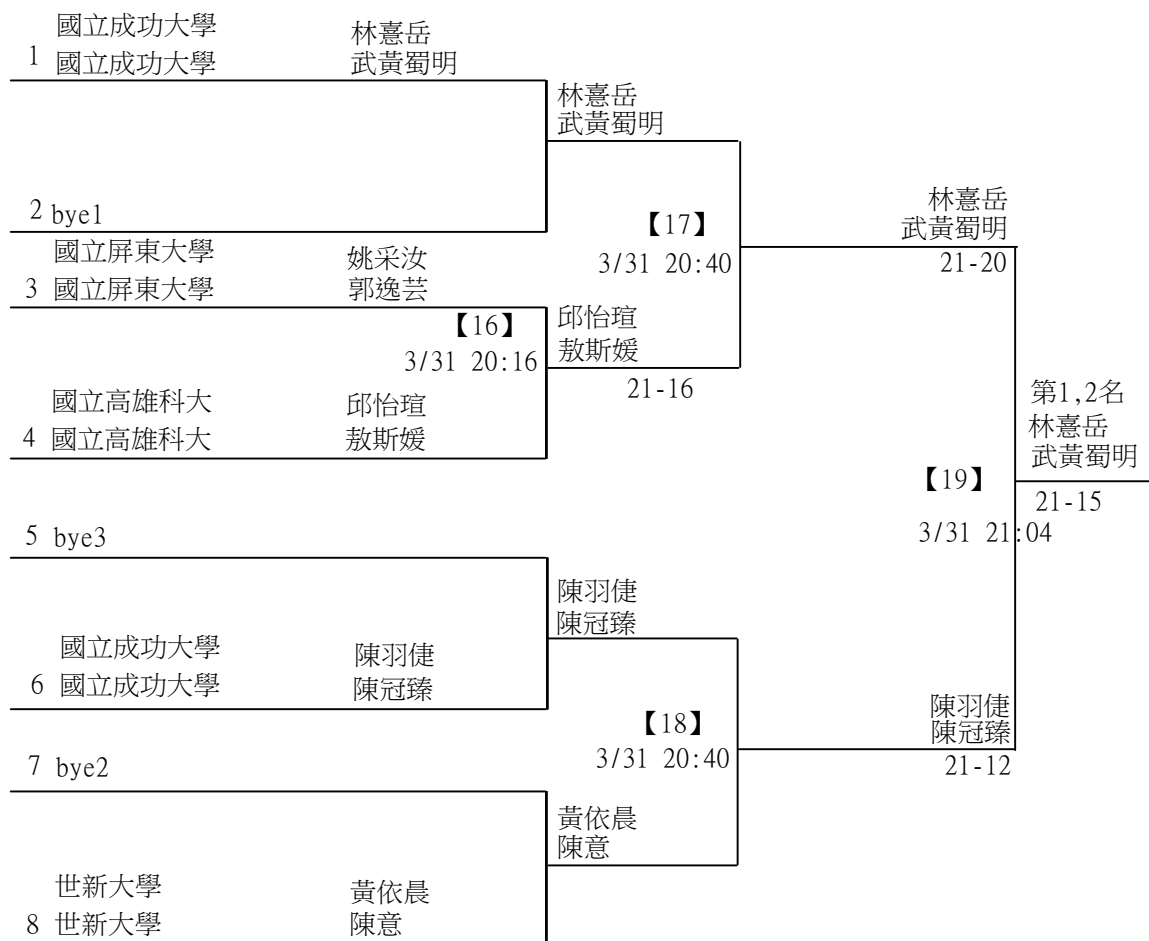 國立成功大學 林憙岳
1 國立成功大學 武黃蜀明
林憙岳
武黃蜀明
2 bye1
林憙岳
武黃蜀明
21-20
【17】
3/31 20:40
國立屏東大學 姚采汝
3 國立屏東大學 郭逸芸
【16】
3/31 20:16
邱怡瑄
敖斯媛
21-16
國立高雄科大 邱怡瑄
4 國立高雄科大 敖斯媛
第1,2名
林憙岳
武黃蜀明
21-15
【19】
3/31 21:04
5 bye3
陳羽倢
陳冠臻
國立成功大學 陳羽倢
6 國立成功大學 陳冠臻
【18】
3/31 20:40
陳羽倢
陳冠臻
21-12
7 bye2
黃依晨
陳意
世新大學 黃依晨
8 世新大學 陳意